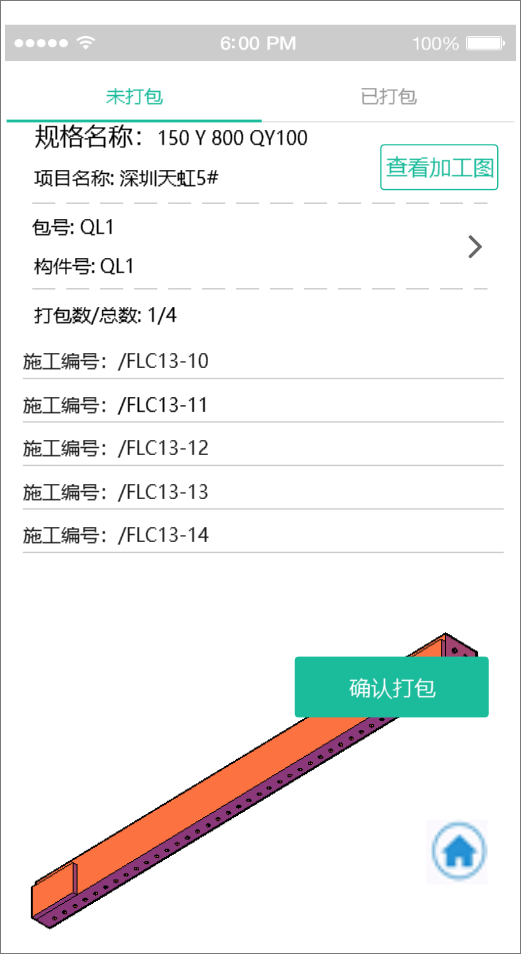 6:00 PM 100%
未打包 已打包
规格名称：150 Y 800 QY100
查看加工图
项目名称: 深圳天虹5#
包号: QL1
构件号: QL1
打包数/总数: 1/4
施工编号：/FLC13-10
施工编号：/FLC13-11
施工编号：/FLC13-12
施工编号：/FLC13-13
施工编号：/FLC13-14
确认打包